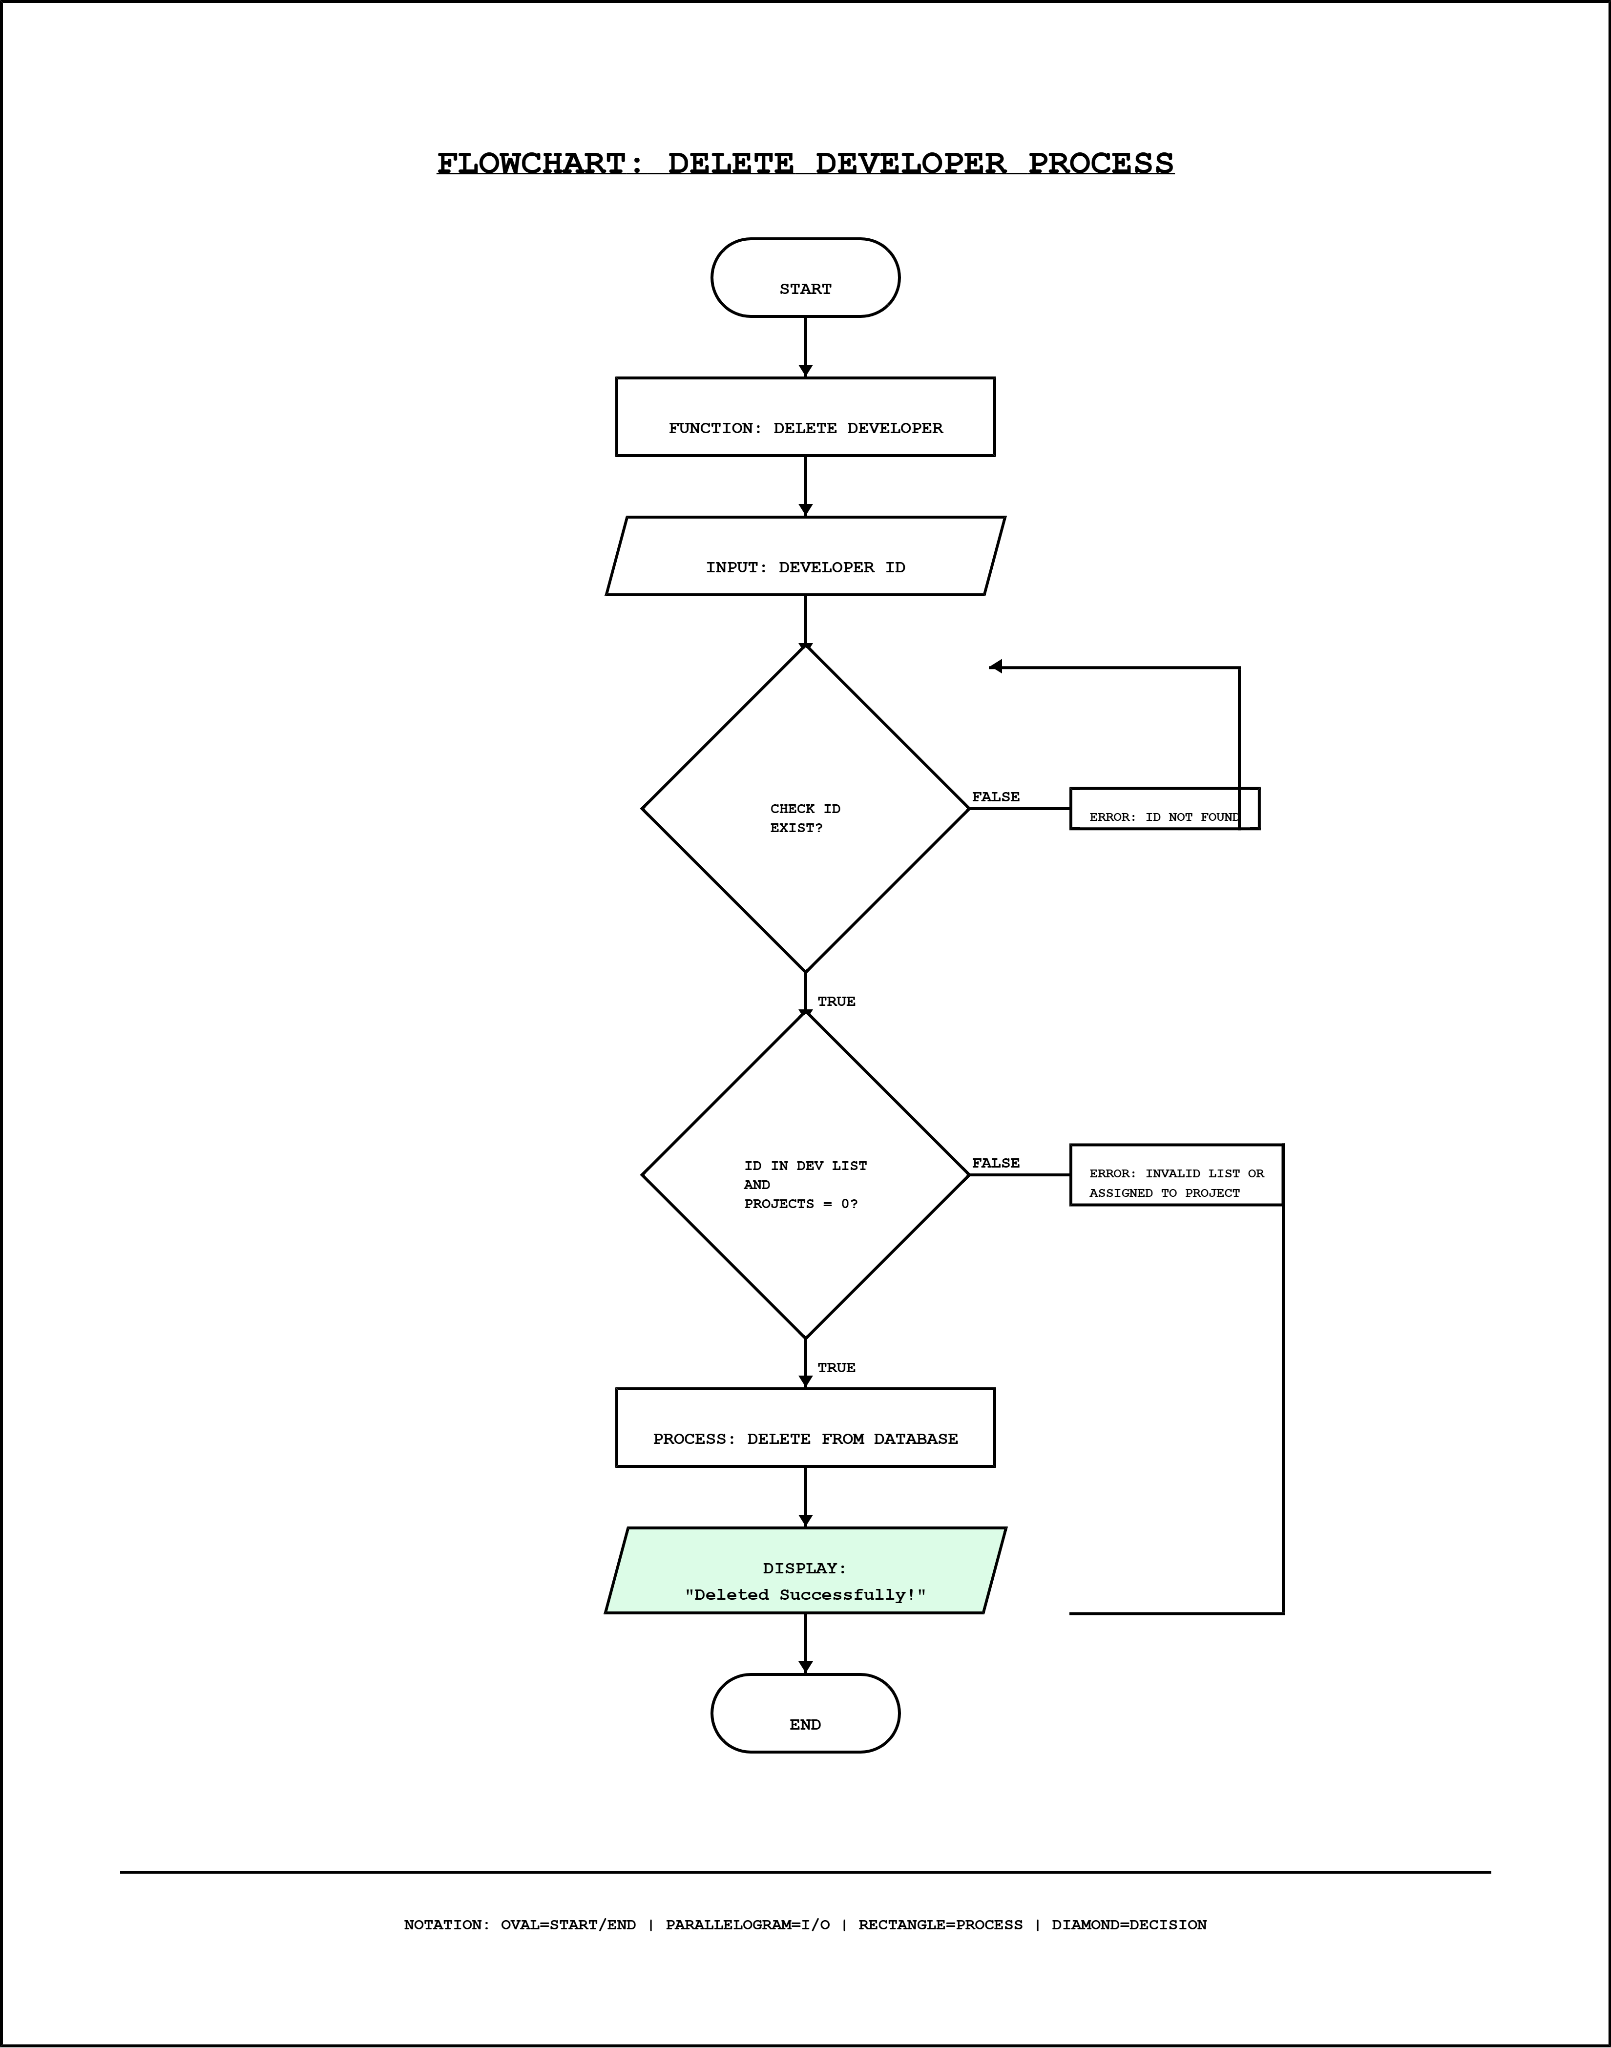 FLOWCHART: DELETE DEVELOPER PROCESS
START
FUNCTION: DELETE DEVELOPER
INPUT: DEVELOPER ID
CHECK ID
EXIST?
FALSE
ERROR: ID NOT FOUND
TRUE
ID IN DEV LIST
AND
PROJECTS = 0?
FALSE
ERROR: INVALID LIST OR
ASSIGNED TO PROJECT
TRUE
PROCESS: DELETE FROM DATABASE
DISPLAY:
"Deleted Successfully!"
END
NOTATION: OVAL=START/END | PARALLELOGRAM=I/O | RECTANGLE=PROCESS | DIAMOND=DECISION